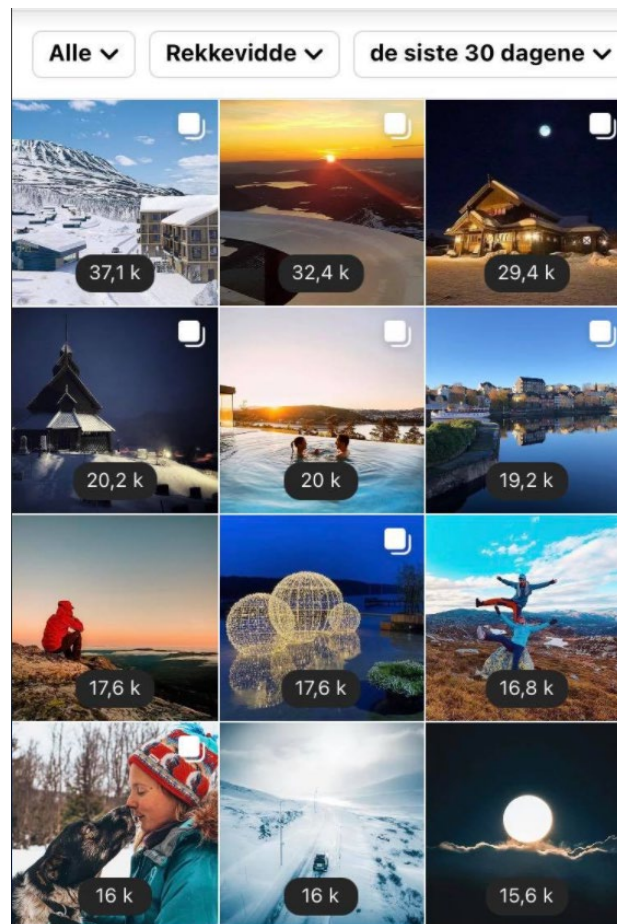 Alle Rekkevidde de siste 30 dagene
37,1 k 32,4 k 29,4 k
20,2 k 20 k 19,2 k
17,6 k 17,6 k 16,8 k
16 k 16 k 15,6 k